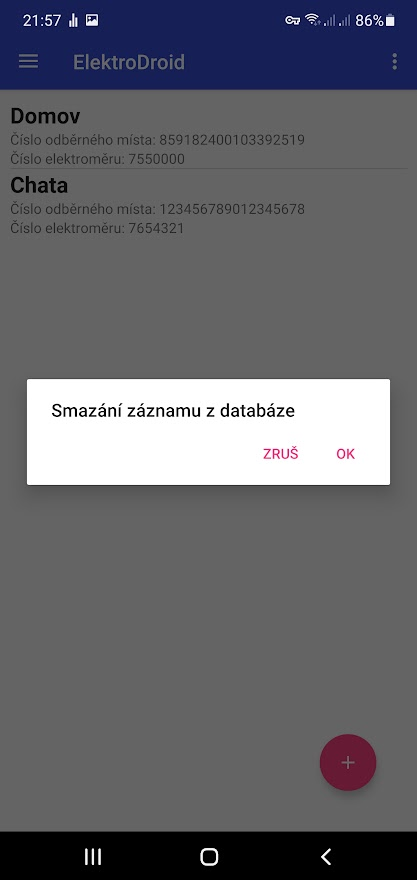 21:57 86%
ElektroDroid
Domov
Číslo odběrného místa: 859182400103392519
Číslo elektroměru: 7550000
Chata
Číslo odběrného místa: 123456789012345678
Číslo elektroměru: 7654321
Smazání záznamu z databáze
ZRUŠ OK